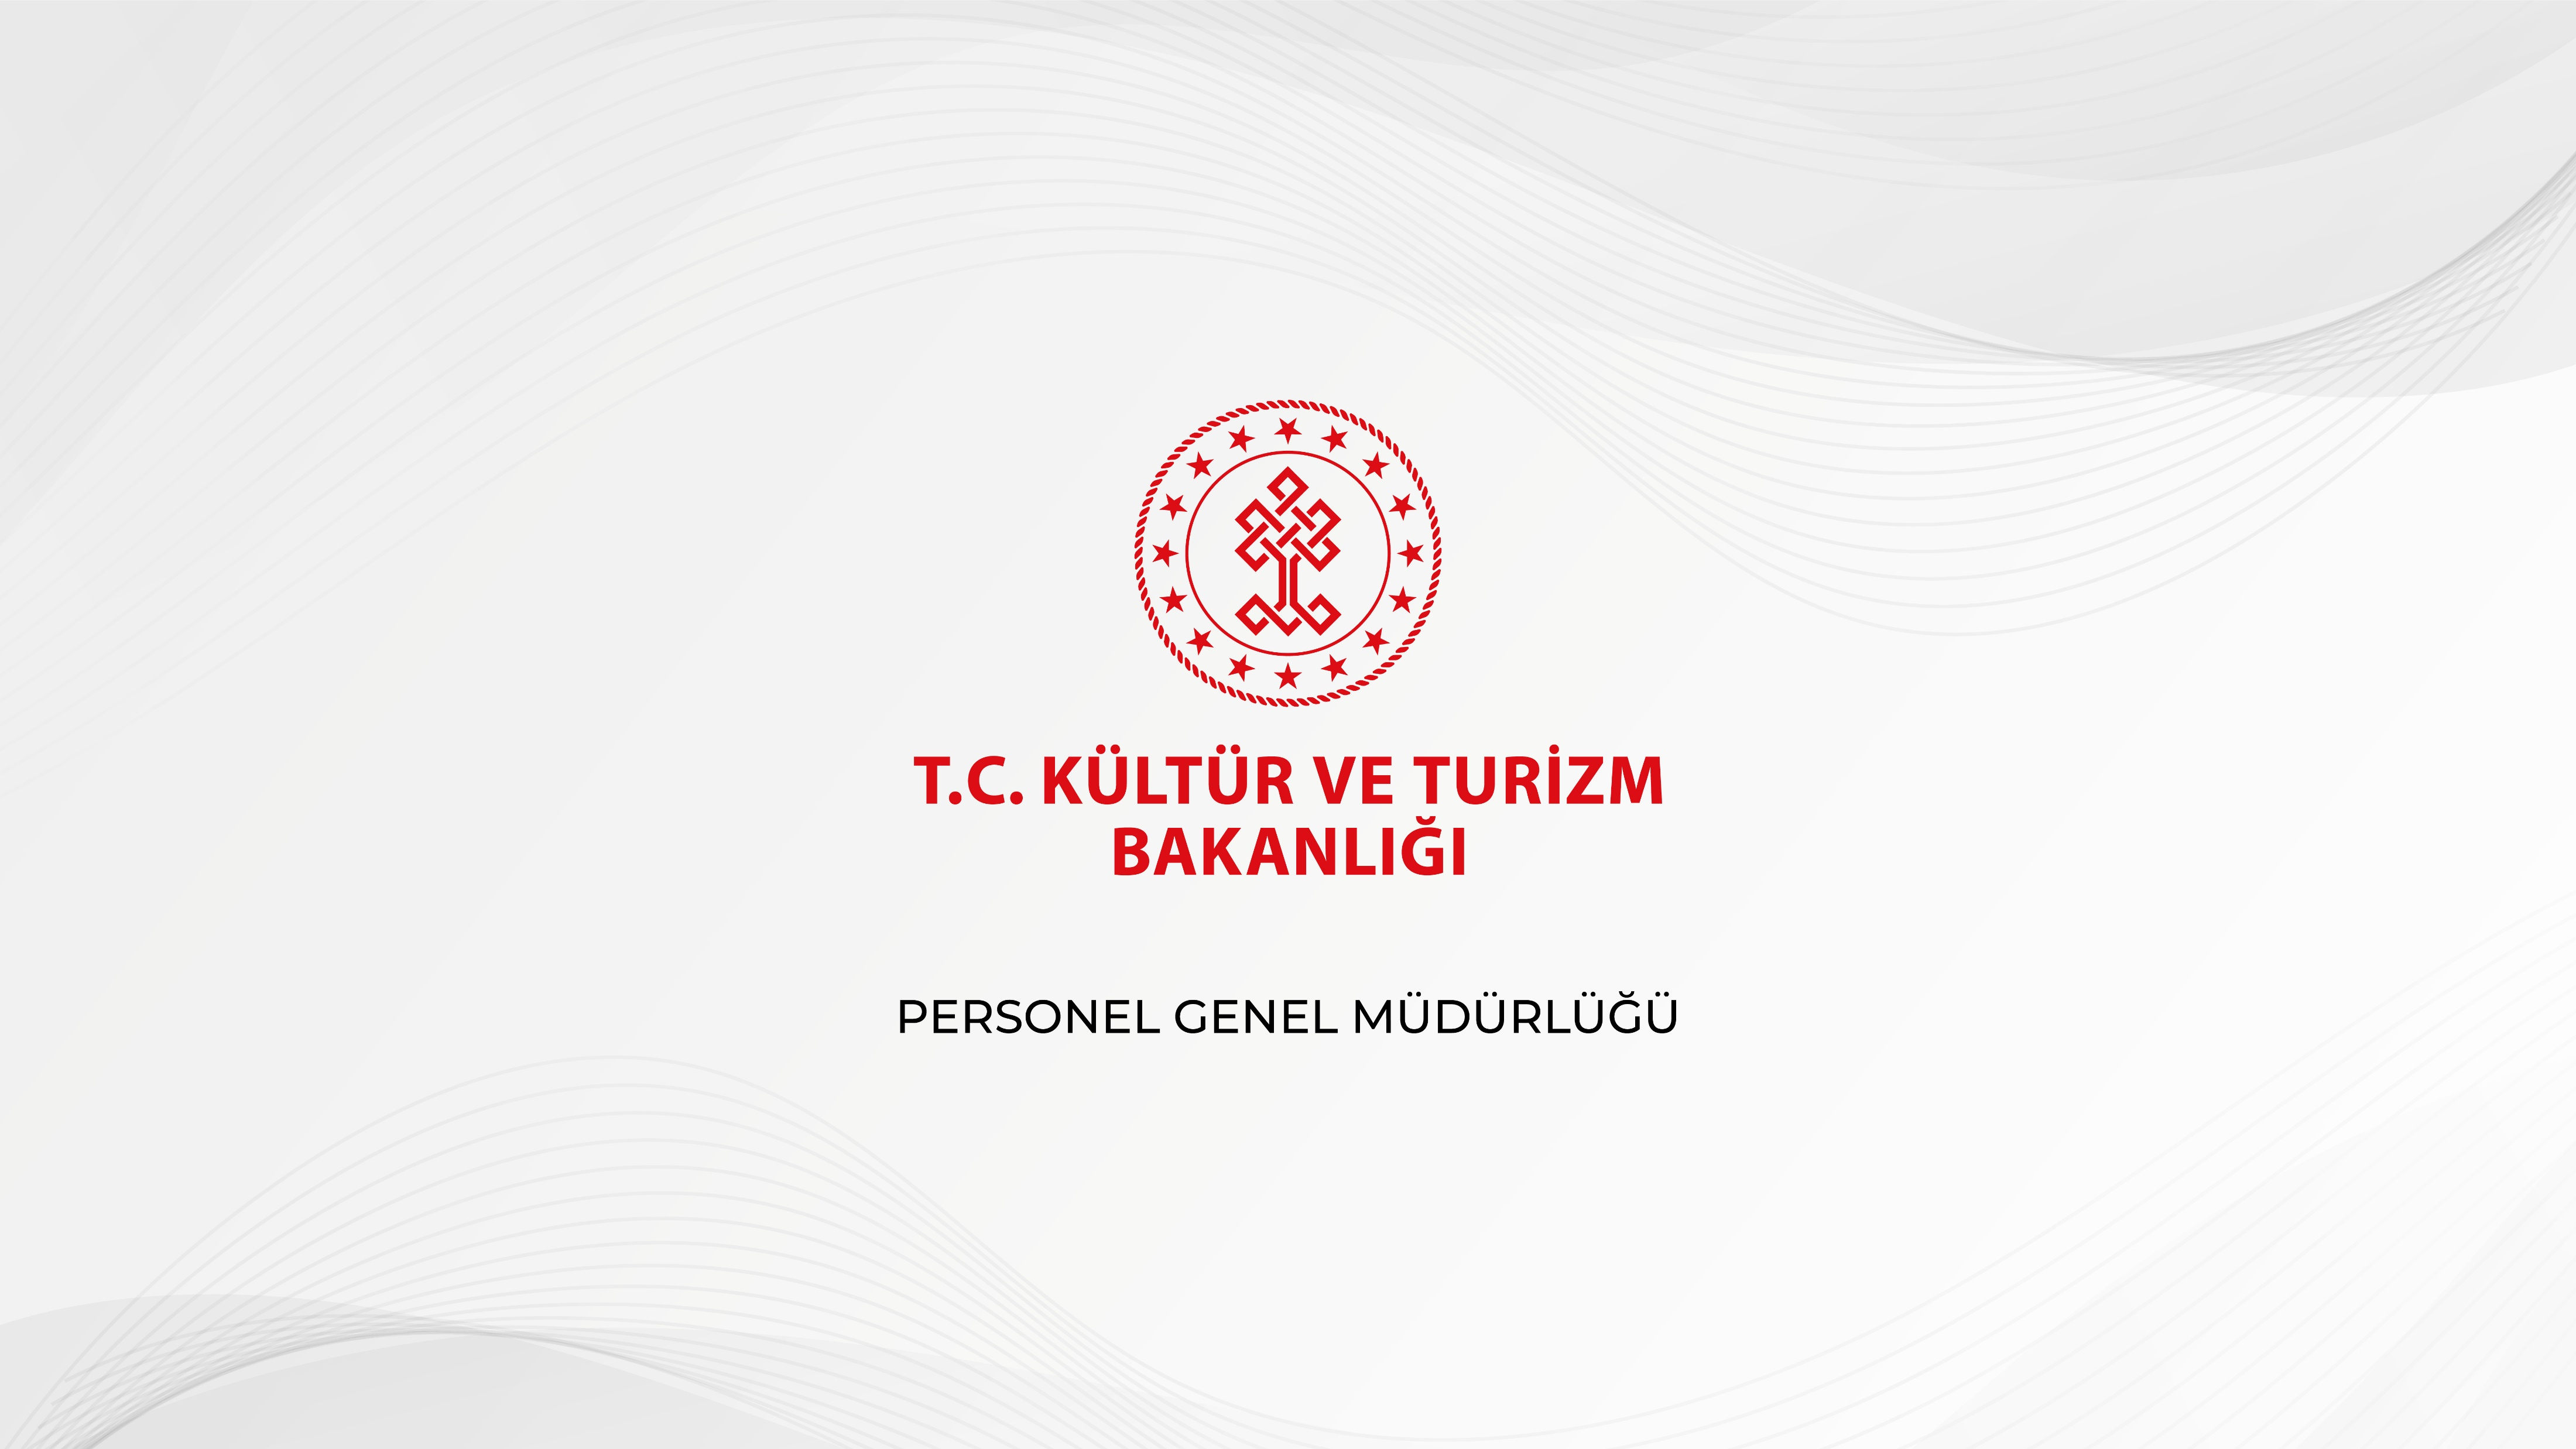 T.C. KÜLTÜR VE TURİZM
BAKANLIĞI
PERSONEL GENEL MÜDÜRLÜĞÜ